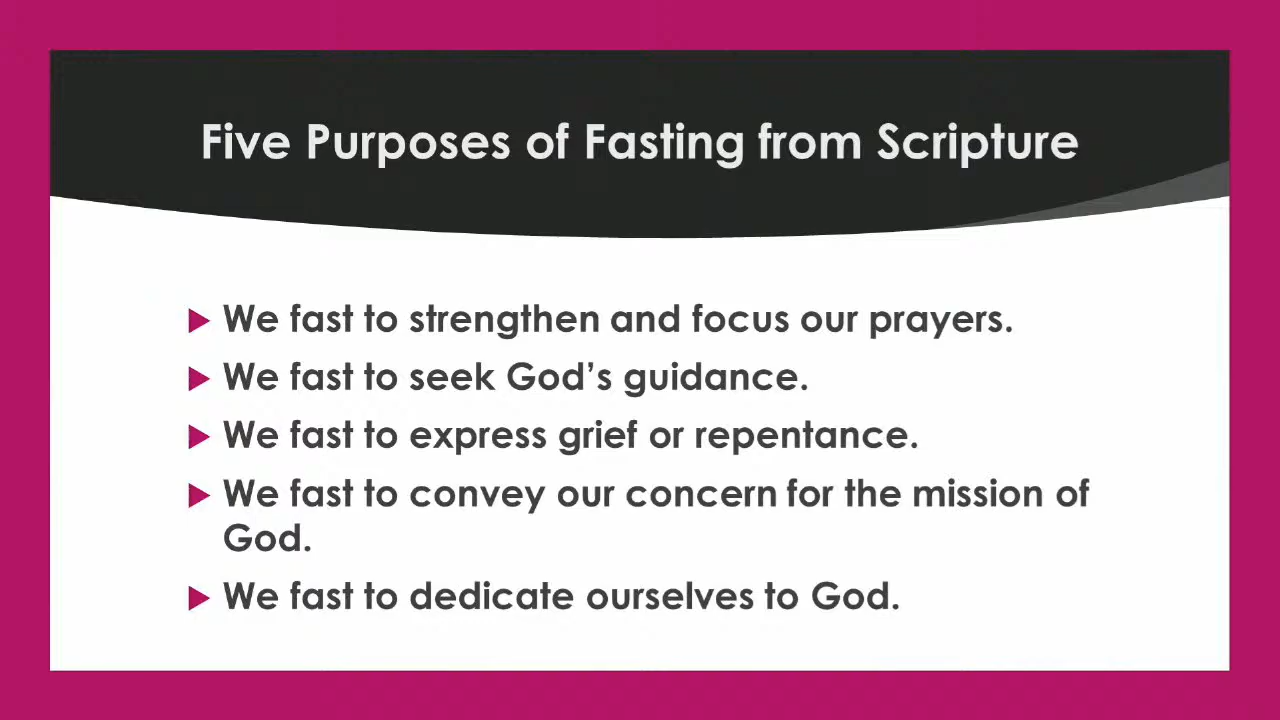 Five Purposes of Fasting from Scripture
We fast to strengthen and focus our prayers.
We fast to seek God’s guidance.
We fast to express grief or repentance.
We fast to convey our concern for the mission of
God.
We fast to dedicate ourselves to God.